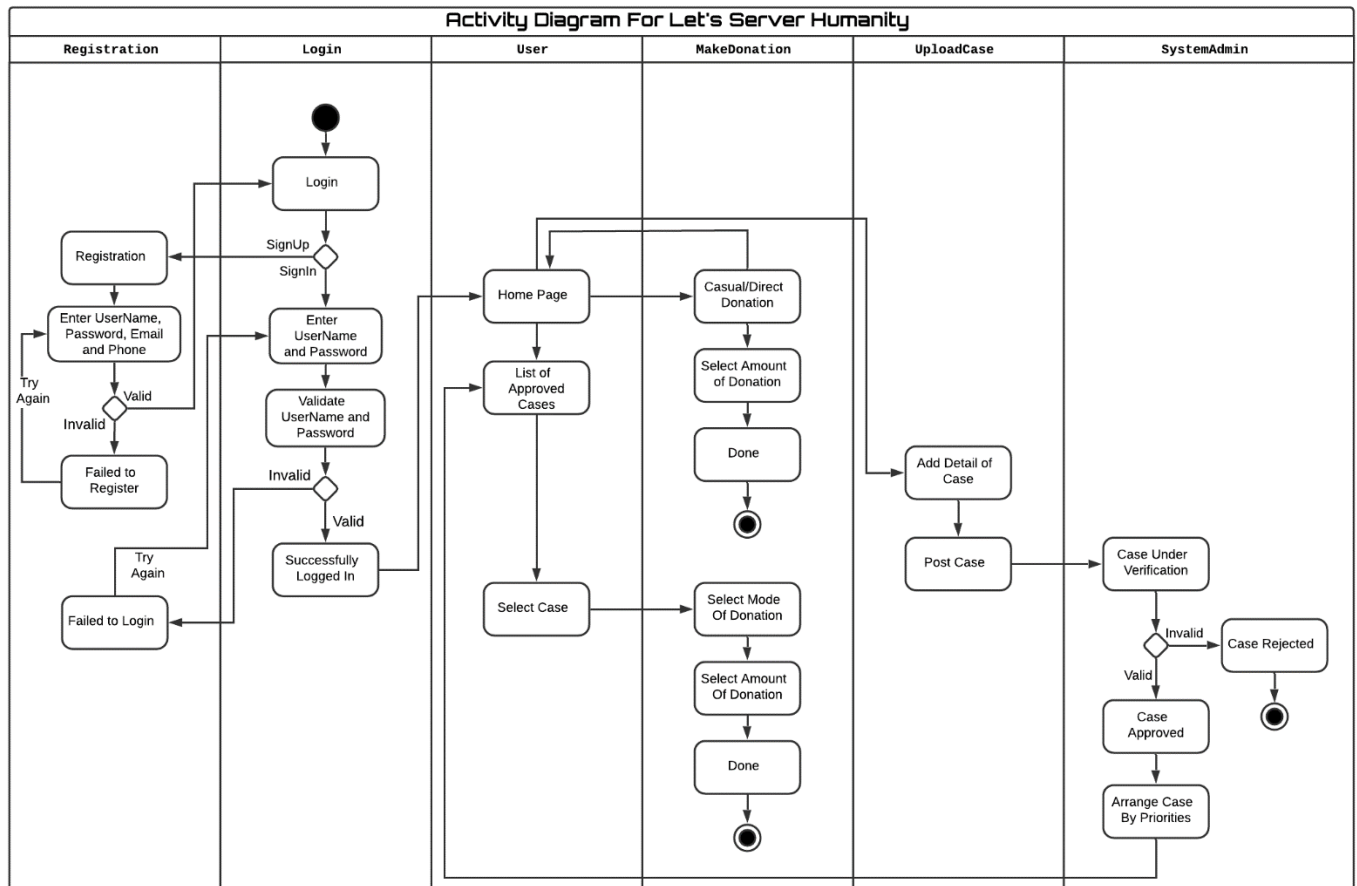 Activity Diagram For Let's Server Humanity
Registration
Login
User
MakeDonation
UploadCase
SystemAdmin
Login
SignUp
SignIn
Registration
Enter UserName,
Password, Email
and Phone
Try
Again
Valid
Invalid
Failed to
Register
Enter
UserName
and Password
Validate
UserName and
Password
Invalid
Valid
Successfully
Logged In
Try
Again
Failed to Login
Home Page
List of
Approved
Cases
Select Case
Casual/Direct
Donation
Select Amount
of Donation
Done
Select Mode
Of Donation
Select Amount
Of Donation
Done
Add Detail of
Case
Post Case
Case Under
Verification
Invalid
Case Rejected
Valid
Case
Approved
Arrange Case
By Priorities